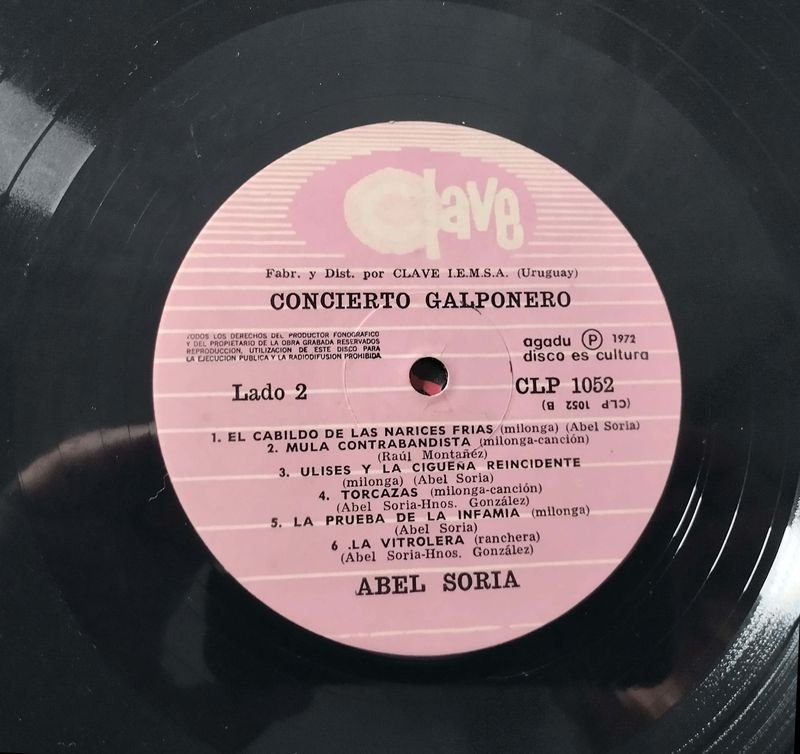 Clave
Fabr. y Dist. por CLAVE I.E.M.S.A. (Uruguay)
CONCIERTO GALPONERO
TODOS LOS DERECHOS DEL PRODUCTOR FONOGRAFICO
Y DEL PROPIETARIO DE LA OBRA GRABADA RESERVADOS
REPRODUCCION, UTILIZACION DE ESTE DISCO PARA
LA EJECUCION PUBLICA Y LA RADIODIFUSION PROHIBIDA
agadu Ⓟ 1972
disco es cultura
Lado 2
CLP 1052
(CLP 1052 B)
1. EL CABILDO DE LAS NARICES FRIAS (milonga) (Abel Soria)
2. MULA CONTRABANDISTA (milonga-canción)
(Raúl Montañéz)
3. ULISES Y LA CIGUEÑA REINCIDENTE
(milonga) (Abel Soria)
4. TORCAZAS (milonga-canción)
(Abel Soria-Hnos. González)
5. LA PRUEBA DE LA INFAMIA (milonga)
(Abel Soria)
6 .LA VITROLERA (ranchera)
(Abel Soria-Hnos. González)
ABEL SORIA